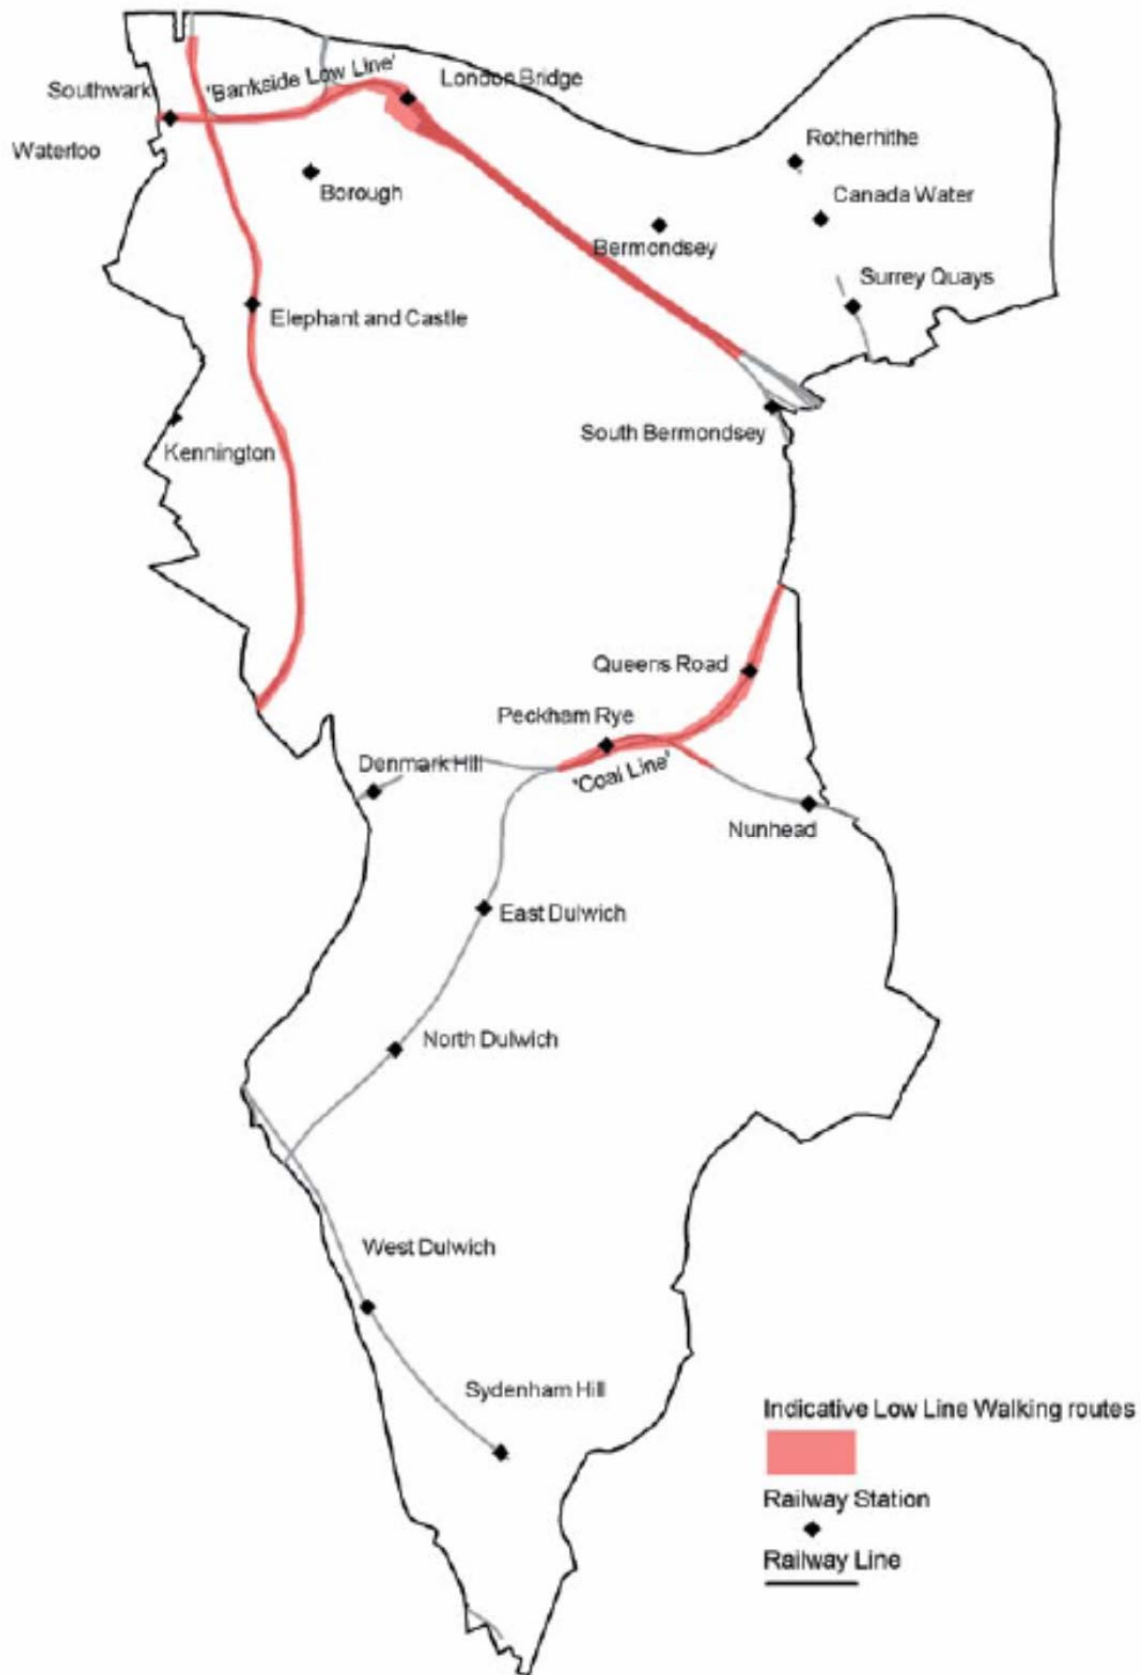 Southwark
'Bankside Low Line'
London Bridge
Waterloo
Borough
Rotherhithe
Canada Water
Bermondsey
Surrey Quays
Elephant and Castle
South Bermondsey
Kennington
Queens Road
Peckham Rye
Denmark Hill
'Coal Line'
Nunhead
East Dulwich
North Dulwich
West Dulwich
Sydenham Hill
Indicative Low Line Walking routes
Railway Station
Railway Line